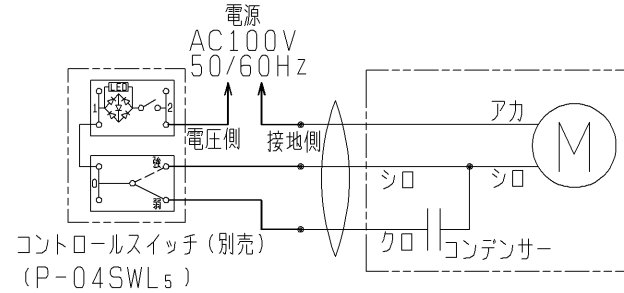 電源
AC100V
50/60Hz
LED
1
2
電圧側
接地側
アカ
M
強
0
弱
シロ
シロ
クロ
コンデンサー
コントロールスイッチ(別売)
(P-04SWL5)